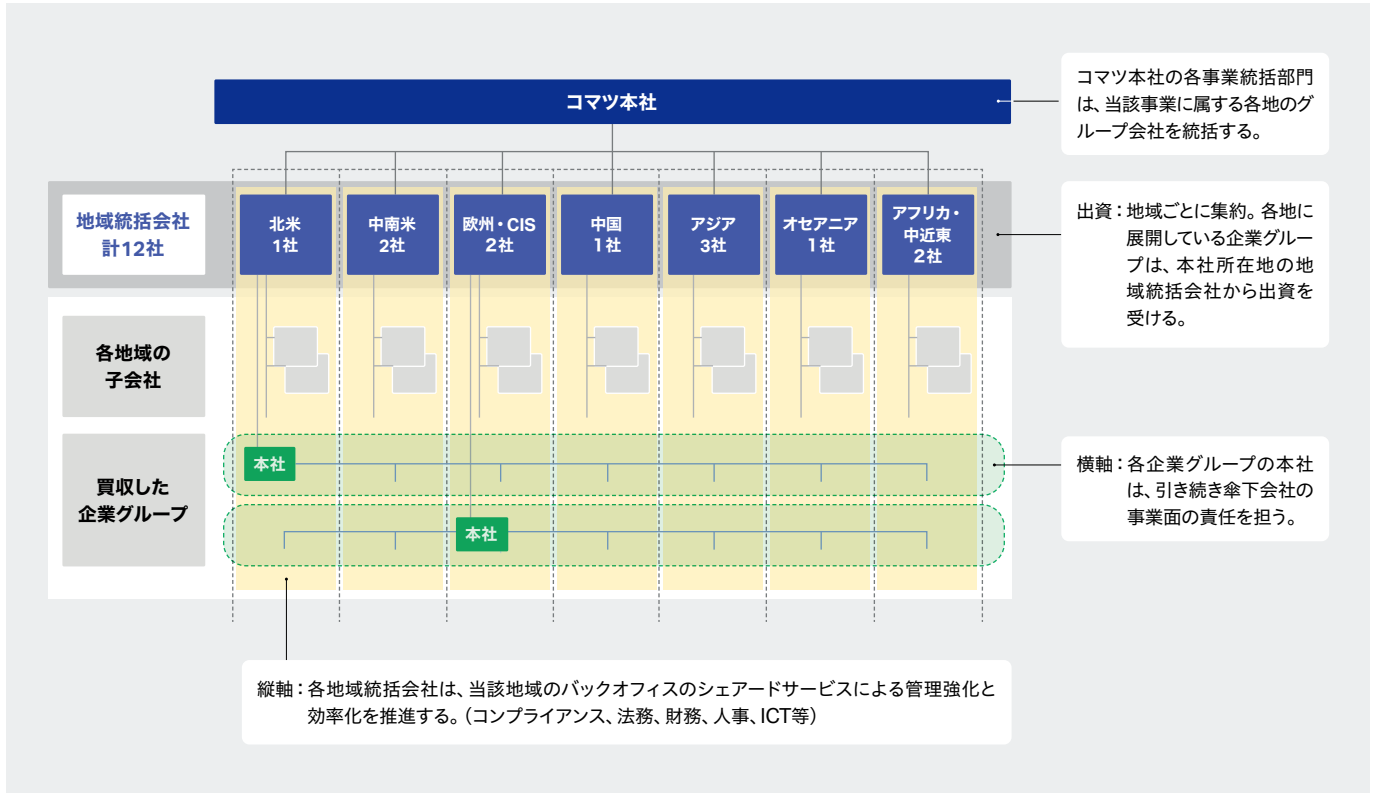 コマツ本社
コマツ本社の各事業統括部門
は、当該事業に属する各地のグ
ループ会社を統括する。
地域統括会社
計12社
北米
1社
中南米
2社
欧州・CIS
2社
中国
1社
アジア
3社
オセアニア
1社
アフリカ・
中近東
2社
出資：地域ごとに集約。各地に
展開している企業グルー
プは、本社所在地の地
域統括会社から出資を
受ける。
各地域の
子会社
買収した
企業グループ
本社
本社
横軸：各企業グループの本社
は、引き続き傘下会社の
事業面の責任を担う。
縦軸：各地域統括会社は、当該地域のバックオフィスのシェアードサービスによる管理強化と
効率化を推進する。（コンプライアンス、法務、財務、人事、ICT等）